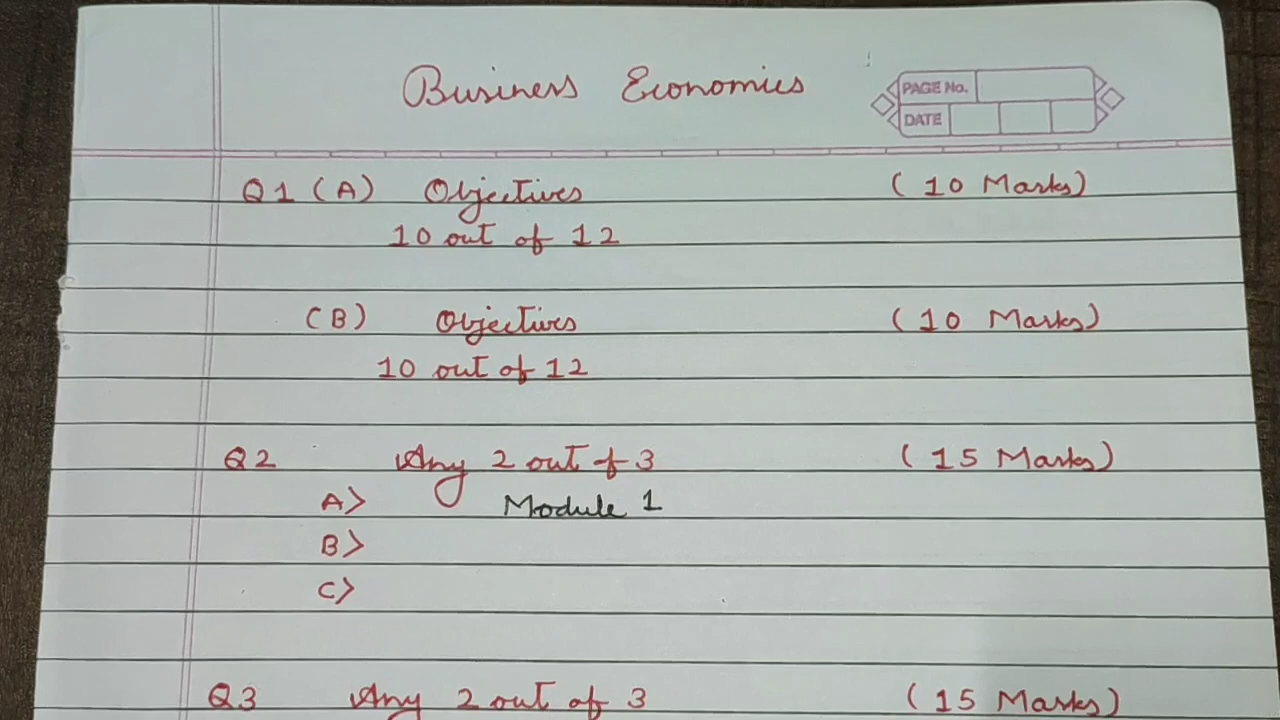 Business Economics
PAGE No.
DATE
Q1 (A) Objectives (10 Marks)
10 out of 12
(B) Objectives (10 Marks)
10 out of 12
Q2 Any 2 out of 3 (15 Marks)
A> Module 1
B>
C>
Q3 Any 2 out of 3 (15 Marks)